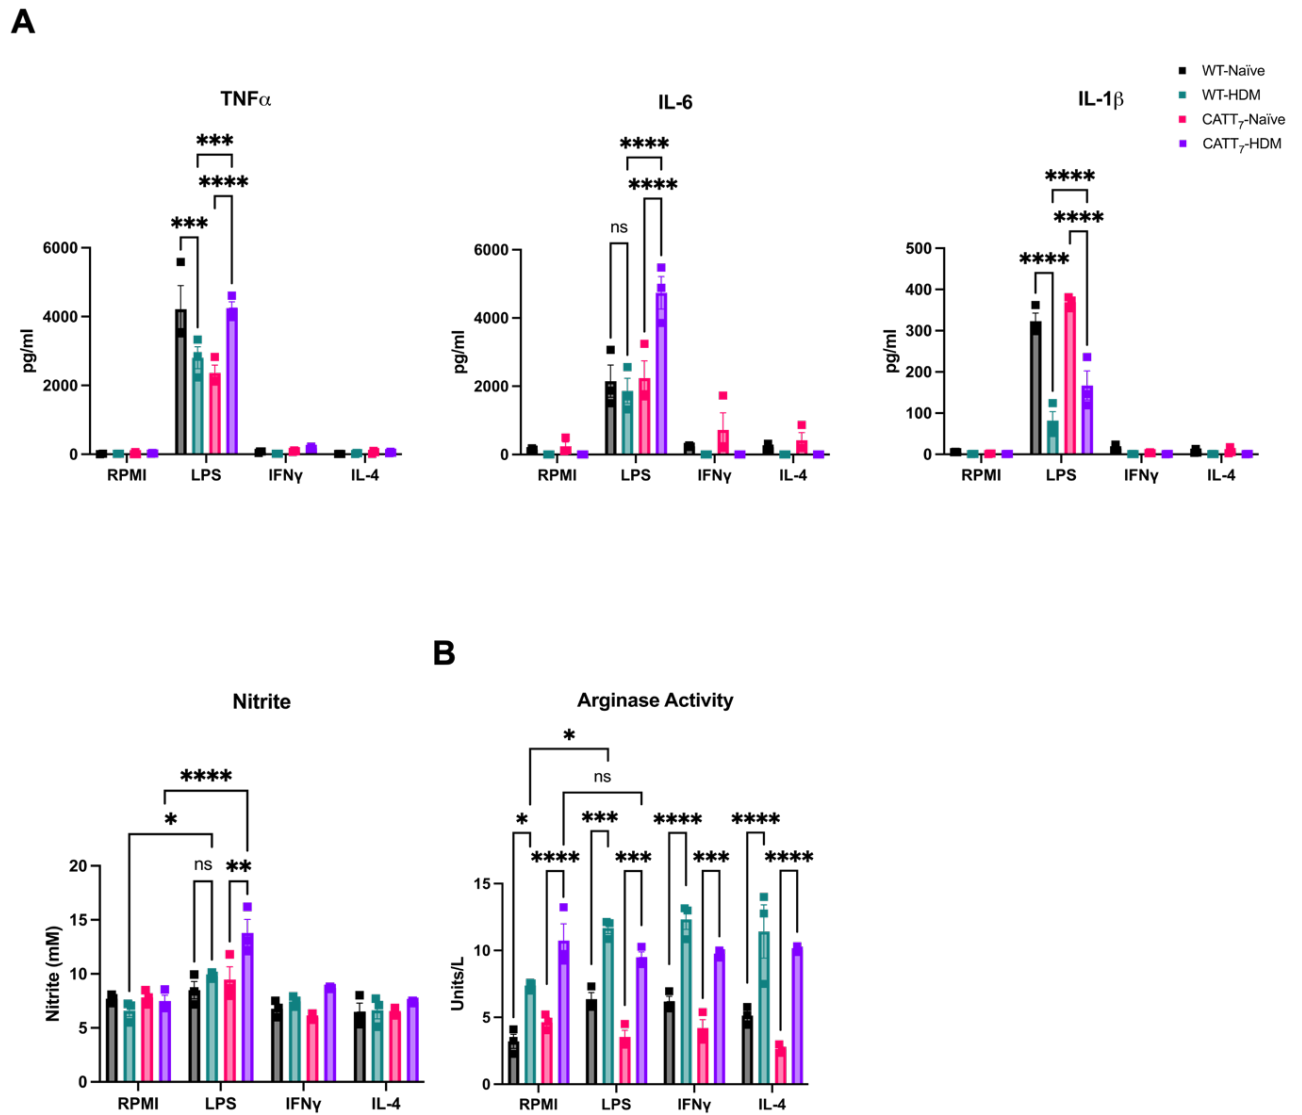 A
WT-Naïve
WT-HDM
CATT7-Naïve
CATT7-HDM
TNFα
***
****
***
6000
4000
2000
0
pg/ml
RPMI LPS IFNγ IL-4
IL-6
****
****
ns
6000
4000
2000
0
pg/ml
RPMI LPS IFNγ IL-4
IL-1β
****
****
****
500
400
300
200
100
0
pg/ml
RPMI LPS IFNγ IL-4
Nitrite
****
*
ns **
20
15
10
5
0
Nitrite (mM)
RPMI LPS IFNγ IL-4
B
Arginase Activity
*
ns
* *** **** ****
**** *** *** ****
15
10
5
0
Units/L
RPMI LPS IFNγ IL-4